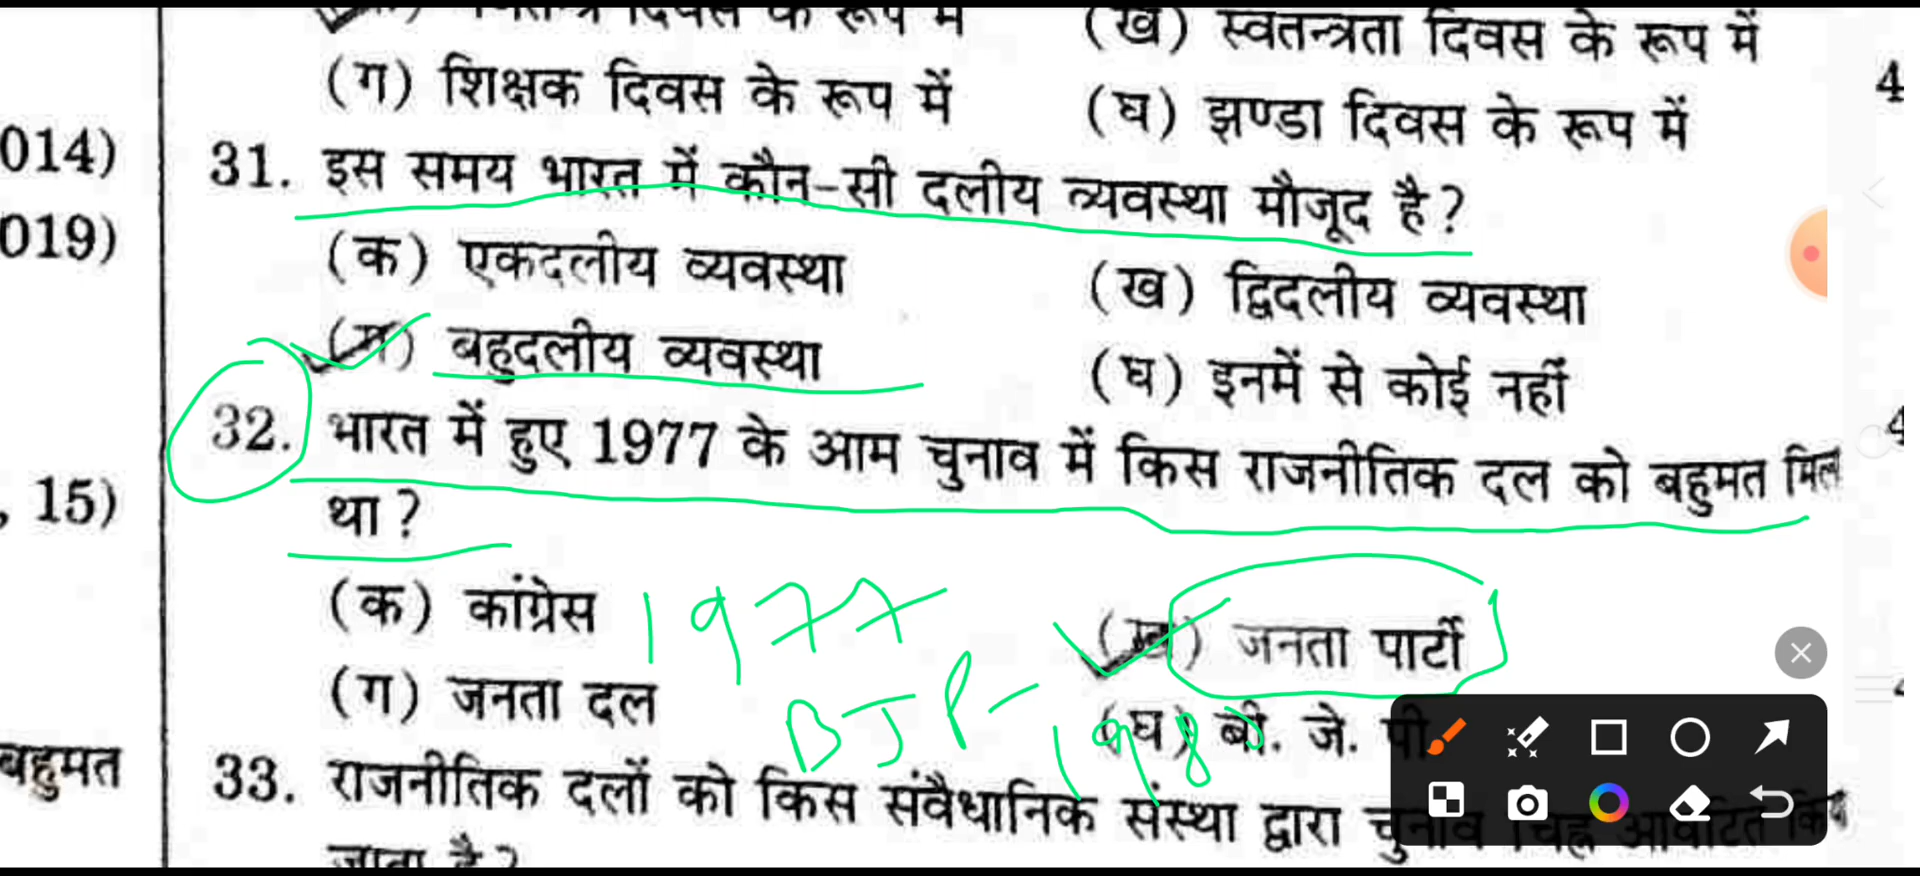 के रूप में (ख) स्वतन्त्रता दिवस के रूप में
(ग) शिक्षक दिवस के रूप में (घ) झण्डा दिवस के रूप में
4
014)
31. इस समय भारत में कौन-सी दलीय व्यवस्था मौजूद है?
019)
(क) एकदलीय व्यवस्था (ख) द्विदलीय व्यवस्था
(ग) बहुदलीय व्यवस्था (घ) इनमें से कोई नहीं
32. भारत में हुए 1977 के आम चुनाव में किस राजनीतिक दल को बहुमत मिला
4
, 15)
था?
(क) कांग्रेस 1977 (ख) जनता पार्टी
(ग) जनता दल BJP- 1980 (घ) बी. जे. पी.
बहुमत
33. राजनीतिक दलों को किस संवैधानिक संस्था द्वारा चुनाव चिह्न आवंटित किया
जाता है?